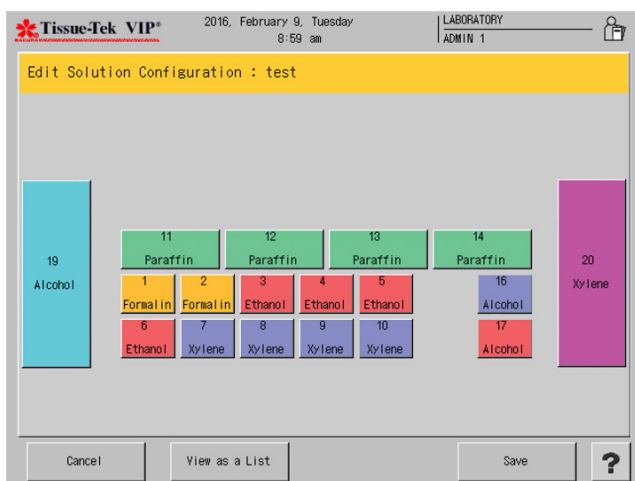 Tissue-Tek VIP®
SAKURA
2016, February 9, Tuesday
8:59 am
LABORATORY
ADMIN 1
Edit Solution Configuration : test
19
Alcohol
11
Paraffin
12
Paraffin
13
Paraffin
14
Paraffin
1
Formalin
2
Formalin
3
Ethanol
4
Ethanol
5
Ethanol
16
Alcohol
6
Ethanol
7
Xylene
8
Xylene
9
Xylene
10
Xylene
17
Alcohol
20
Xylene
Cancel
View as a List
Save
?